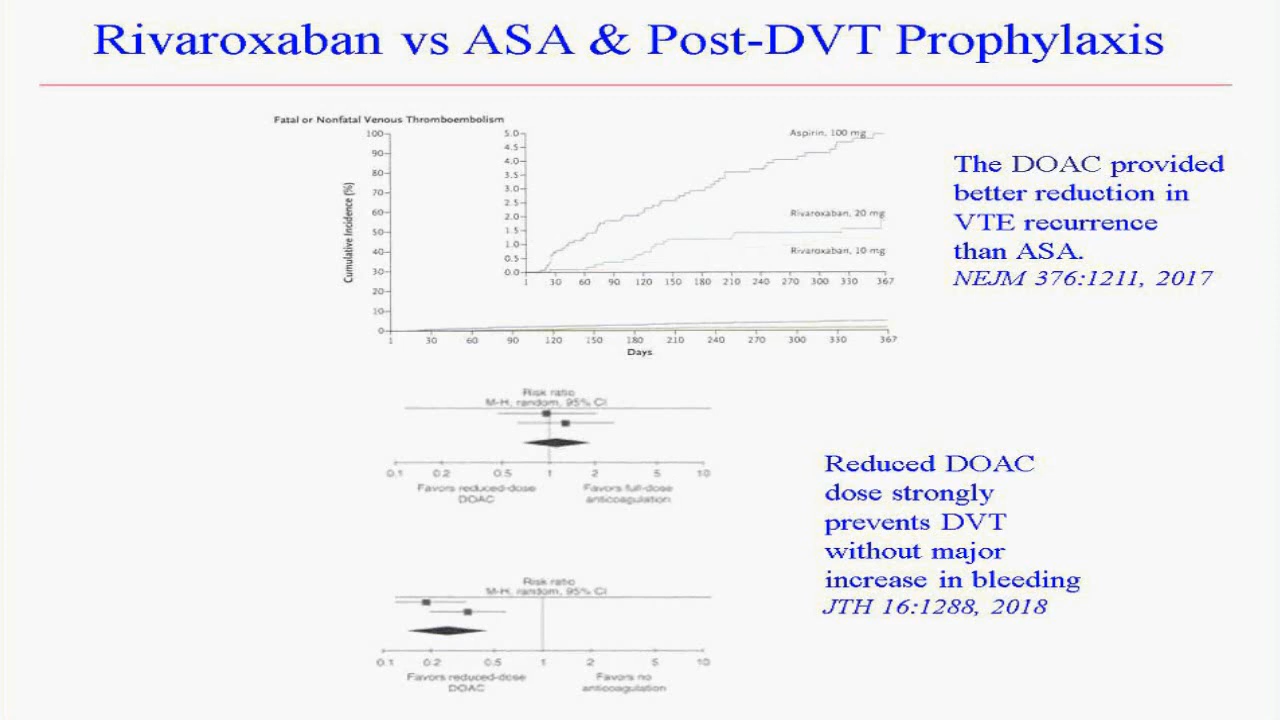 Rivaroxaban vs ASA & Post-DVT Prophylaxis
Fatal or Nonfatal Venous Thromboembolism
Cumulative Incidence (%)
100
90
80
70
60
50
40
30
20
10
0
5.0
4.5
4.0
3.5
3.0
2.5
2.0
1.5
1.0
0.5
0.0
Aspirin, 100 mg
Rivaroxaban, 20 mg
Rivaroxaban, 10 mg
1 30 60 90 120 150 180 210 240 270 300 330 367
1 30 60 90 120 150 180 210 240 270 300 330 367
Days
The DOAC provided
better reduction in
VTE recurrence
than ASA.
NEJM 376:1211, 2017
Risk ratio
M-H, random, 95% CI
0.1 0.2 0.5 1 2 5 10
Favors reduced-dose
DOAC
Favors full-dose
anticoagulation
Reduced DOAC
dose strongly
prevents DVT
without major
increase in bleeding
JTH 16:1288, 2018
Risk ratio
M-H, random, 95% CI
0.1 0.2 0.5 1 2 5 10
Favors reduced-dose
DOAC
Favors no
anticoagulation